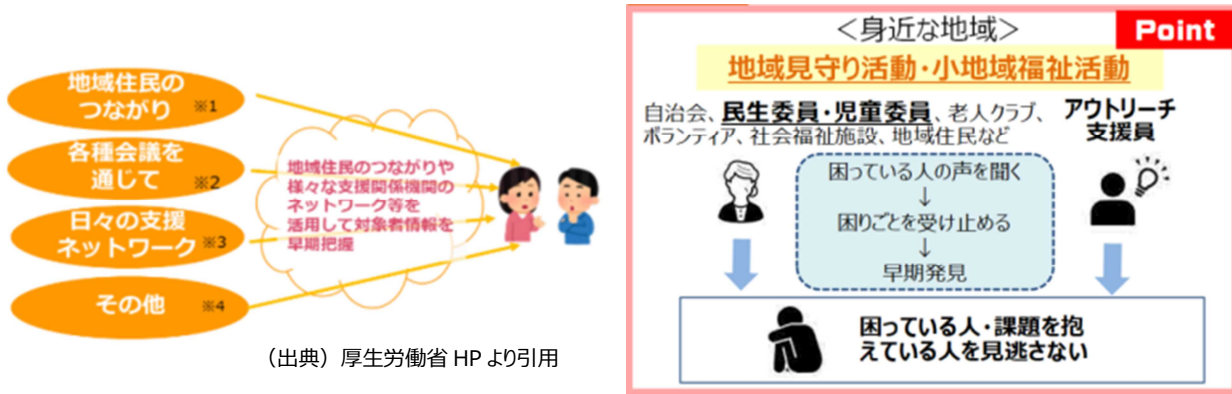 地域住民の
つながり ※1
各種会議を
通じて ※2
日々の支援
ネットワーク ※3
その他 ※4
地域住民のつながりや
様々な支援関係機関の
ネットワーク等を
活用して対象者情報を
早期把握
（出典）厚生労働省 HP より引用
Point
＜身近な地域＞
地域見守り活動・小地域福祉活動
自治会、民生委員・児童委員、老人クラブ、
ボランティア、社会福祉施設、地域住民など
アウトリーチ
支援員
困っている人の声を聞く
↓
困りごとを受け止める
↓
早期発見
困っている人・課題を抱
えている人を見逃さない